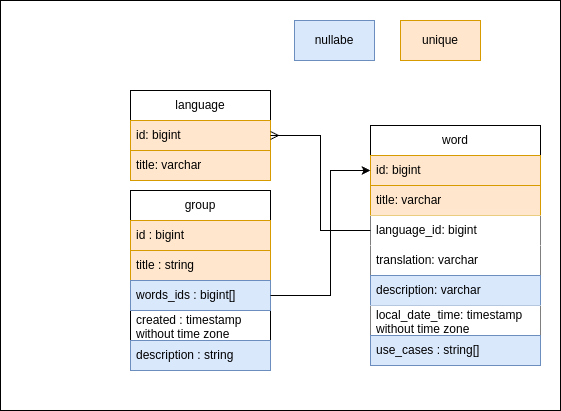 nullabe
unique
language
id: bigint
title: varchar
group
id : bigint
title : string
words_ids : bigint[]
created : timestamp
without time zone
description : string
word
id: bigint
title: varchar
language_id: bigint
translation: varchar
description: varchar
local_date_time: timestamp
without time zone
use_cases : string[]